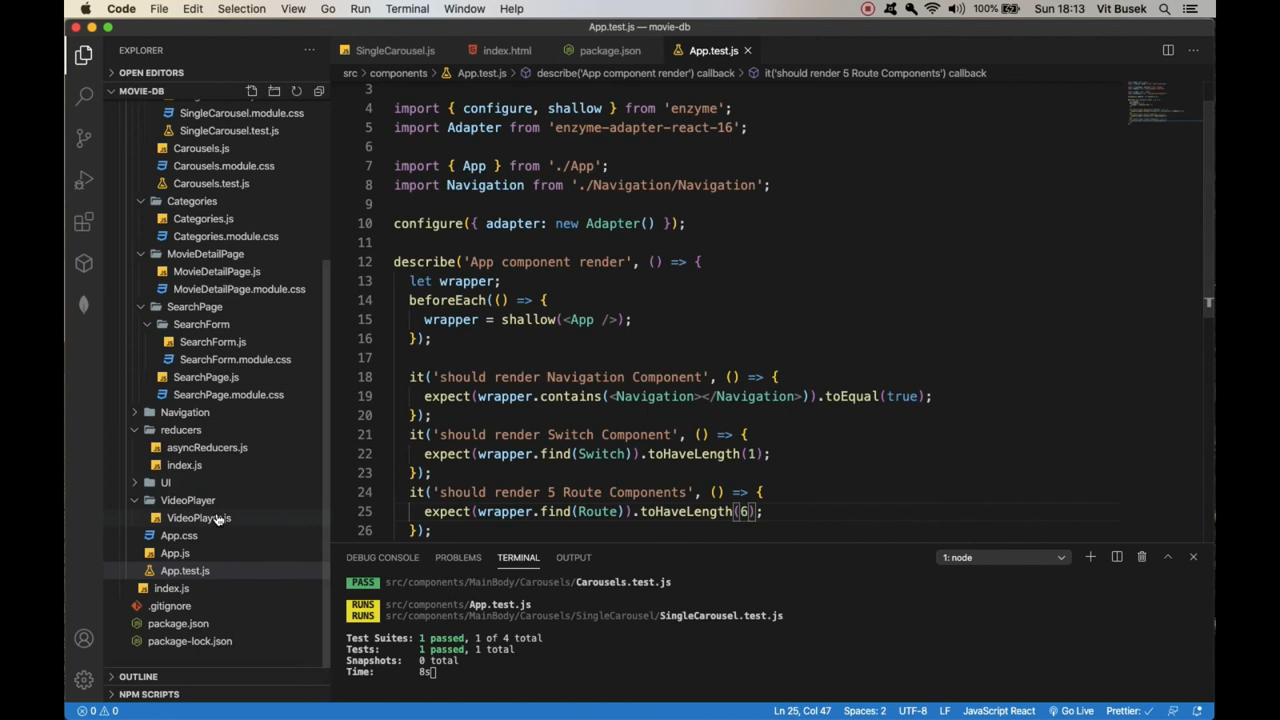 Code File Edit Selection View Go Run Terminal Window Help 100% Sun 18:13 Vit Busek
App.test.js — movie-db
EXPLORER
SingleCarousel.js index.html package.json App.test.js
OPEN EDITORS
src components App.test.js describe('App component render') callback it('should render 5 Route Components') callback
MOVIE-DB
SingleCarousel.module.css
SingleCarousel.test.js
Carousels.js
Carousels.module.css
Carousels.test.js
Categories
Categories.js
Categories.module.css
MovieDetailPage
MovieDetailPage.js
MovieDetailPage.module.css
SearchPage
SearchForm
SearchForm.js
SearchForm.module.css
SearchPage.js
SearchPage.module.css
Navigation
reducers
asyncReducers.js
index.js
UI
VideoPlayer
VideoPlayer.js
App.css
App.js
App.test.js
index.js
.gitignore
package.json
package-lock.json
OUTLINE
NPM SCRIPTS
3
4 import { configure, shallow } from 'enzyme';
5 import Adapter from 'enzyme-adapter-react-16';
6
7 import { App } from './App';
8 import Navigation from './Navigation/Navigation';
9
10 configure({ adapter: new Adapter() });
11
12 describe('App component render', () => {
13 let wrapper;
14 beforeEach(() => {
15 wrapper = shallow(<App />);
16 });
17
18 it('should render Navigation Component', () => {
19 expect(wrapper.contains(<Navigation></Navigation>)).toEqual(true);
20 });
21 it('should render Switch Component', () => {
22 expect(wrapper.find(Switch)).toHaveLength(1);
23 });
24 it('should render 5 Route Components', () => {
25 expect(wrapper.find(Route)).toHaveLength(6);
26 });
DEBUG CONSOLE PROBLEMS TERMINAL OUTPUT 1: node
PASS src/components/MainBody/Carousels/Carousels.test.js
RUNS src/components/App.test.js
RUNS src/components/MainBody/Carousels/SingleCarousel/SingleCarousel.test.js
Test Suites: 1 passed, 1 of 4 total
Tests: 1 passed, 1 total
Snapshots: 0 total
Time: 8s
0 0 Ln 25, Col 47 Spaces: 2 UTF-8 LF JavaScript React Go Live Prettier: ✓